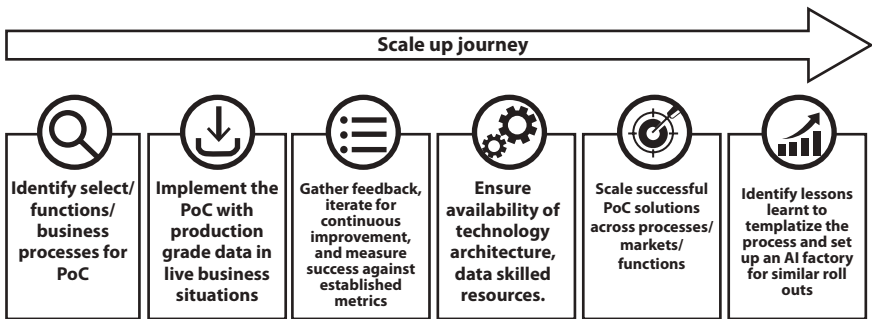 Scale up journey
Identify select/
functions/
business
processes for
PoC
Implement the
PoC with
production
grade data in
live business
situations
Gather feedback,
iterate for
continuous
improvement,
and measure
success against
established
metrics
Ensure
availability of
technology
architecture,
data skilled
resources.
Scale successful
PoC solutions
across processes/
markets/
functions
Identify lessons
learnt to
templatize the
process and set
up an AI factory
for similar roll
outs